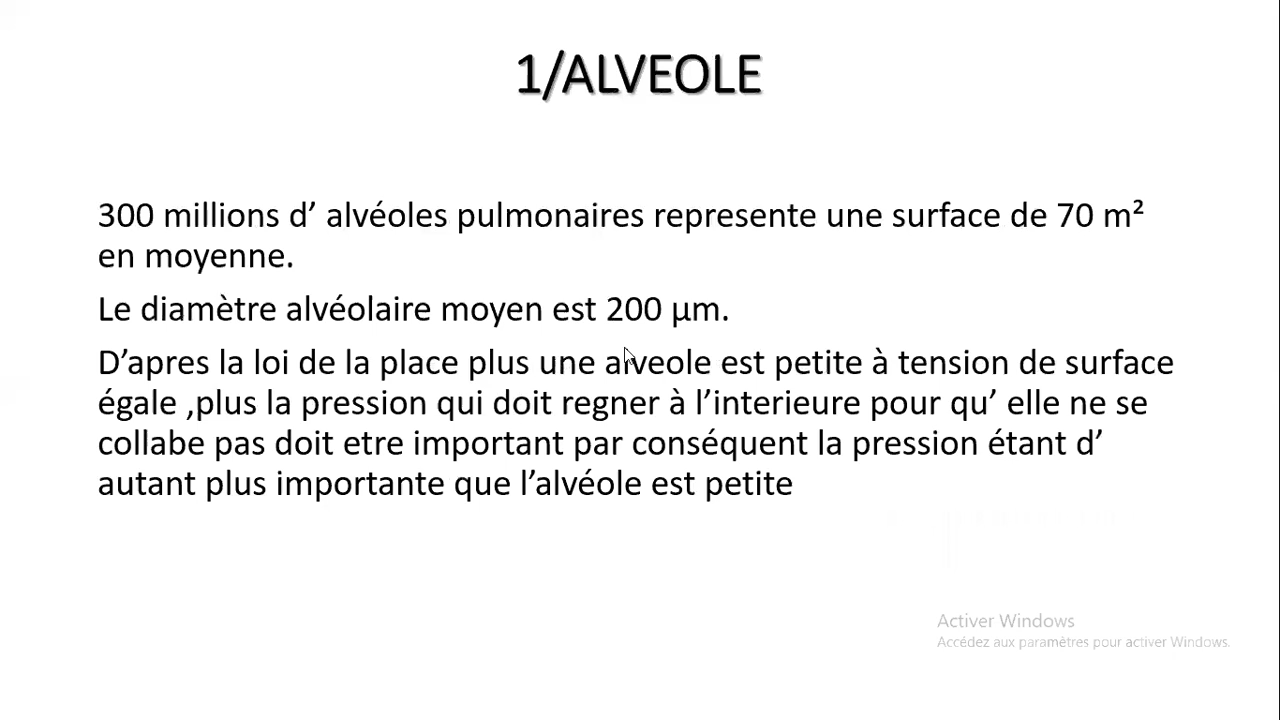 1/ALVEOLE
300 millions d’ alvéoles pulmonaires represente une surface de 70 m²
en moyenne.
Le diamètre alvéolaire moyen est 200 µm.
D’apres la loi de la place plus une alveole est petite à tension de surface
égale ,plus la pression qui doit regner à l’interieure pour qu’ elle ne se
collabe pas doit etre important par conséquent la pression étant d’
autant plus importante que l’alvéole est petite
Activer Windows
Accédez aux paramètres pour activer Windows.